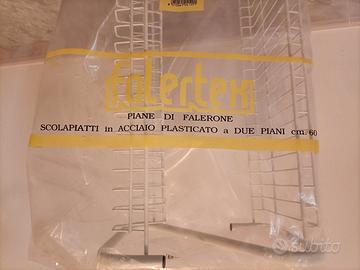 falertex
PIANE DI FALERONE
SCOLAPIATTI in ACCIAIO PLASTICATO a DUE PIANI cm. 60
subito